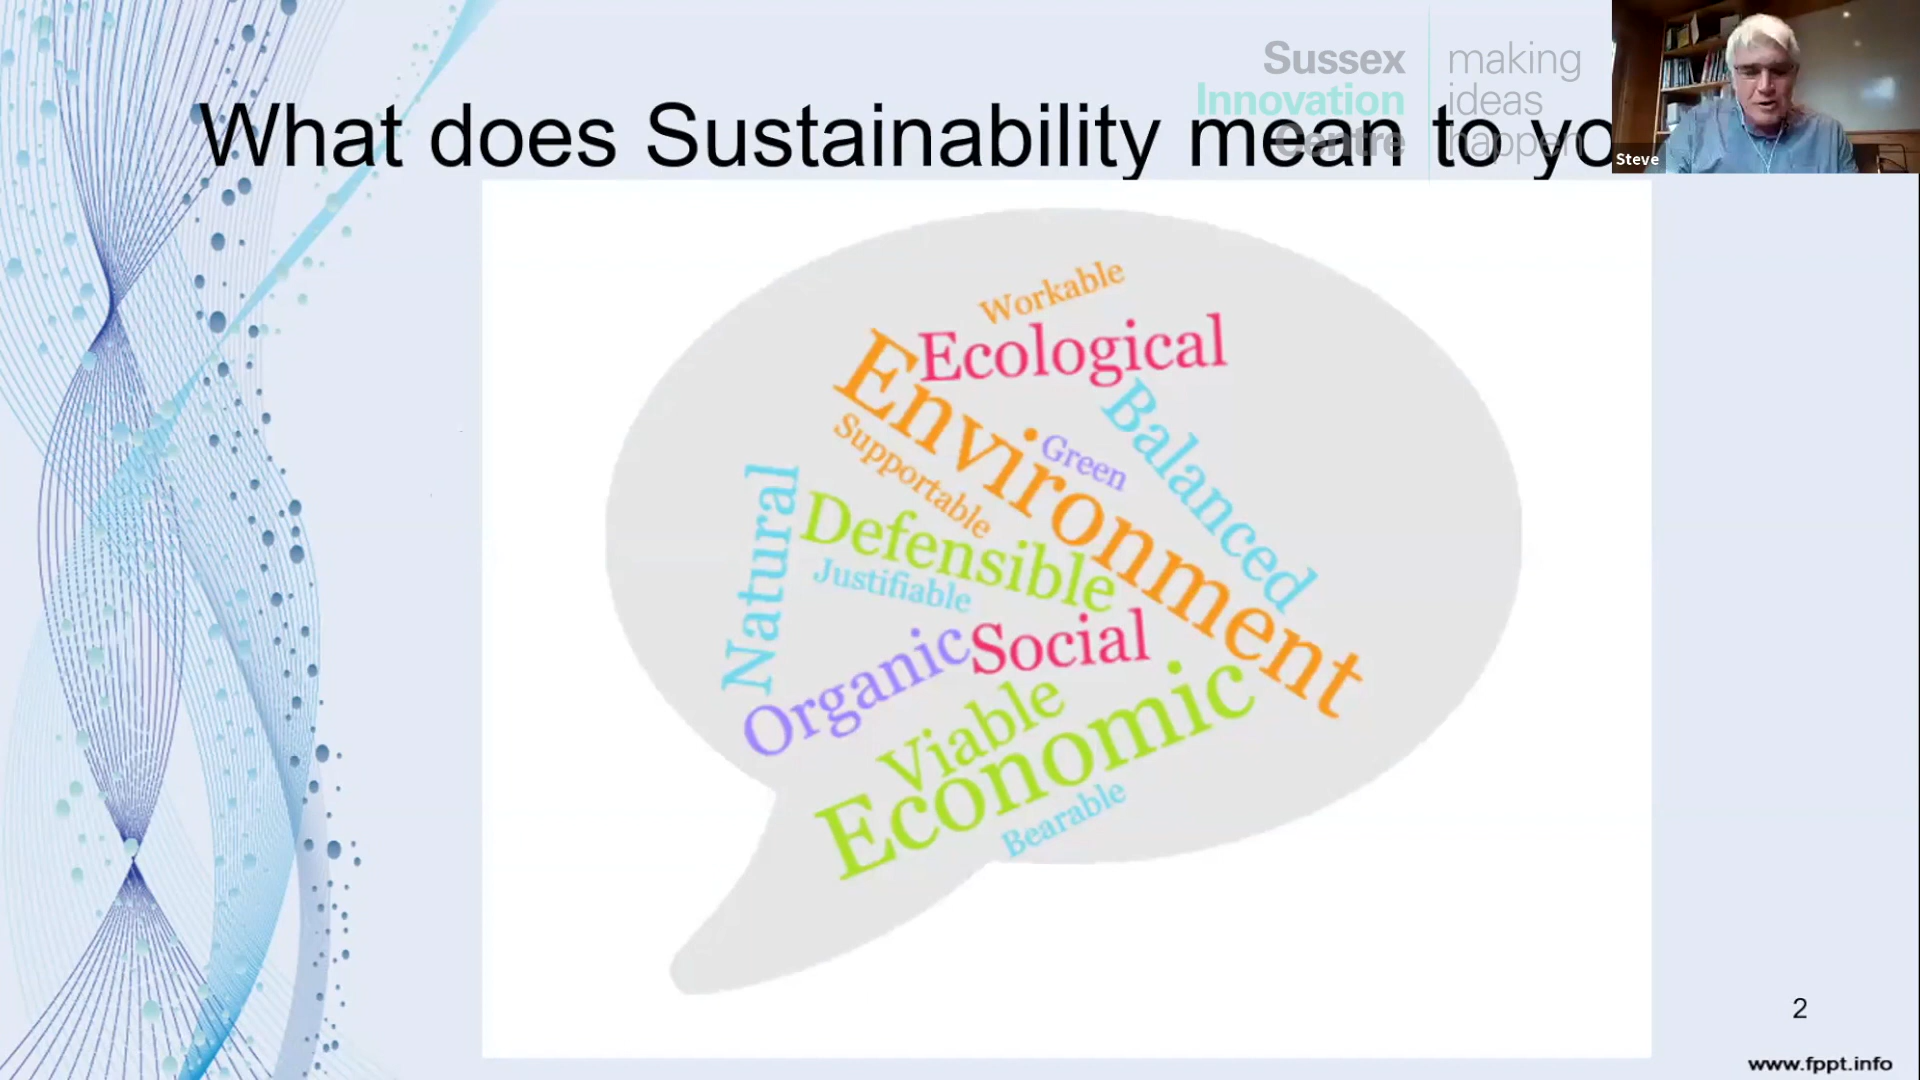 Sussex
Innovation
Centre
making
ideas
happen
Steve
What does Sustainability mean to yo
Workable
Ecological
Environment
Balanced
Green
Supportable
Natural
Defensible
Justifiable
Organic
Social
Viable
Economic
Bearable
2
www.fppt.info